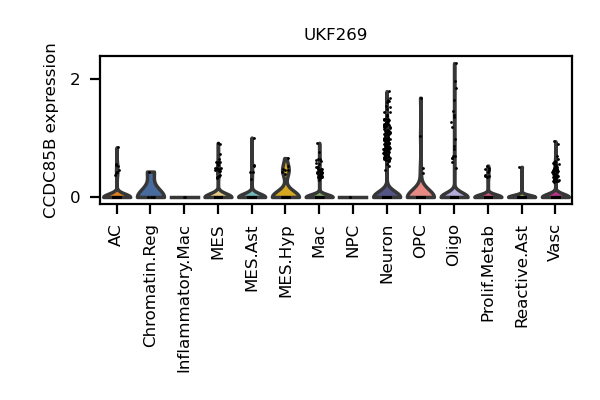 UKF269
CCDC85B expression
2
0
AC
Chromatin.Reg
Inflammatory.Mac
MES
MES.Ast
MES.Hyp
Mac
NPC
Neuron
OPC
Oligo
Prolif.Metab
Reactive.Ast
Vasc